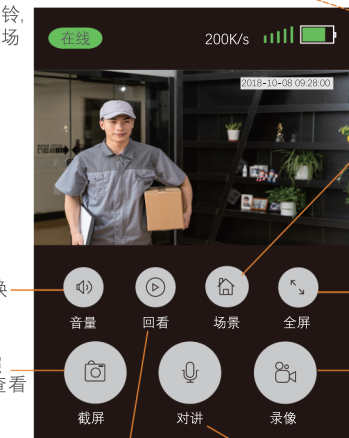 铃,
场
在线
200K/s
2018-10-08 09:28:00
换
音量
回看
场景
全屏
查看
截屏
对讲
录像